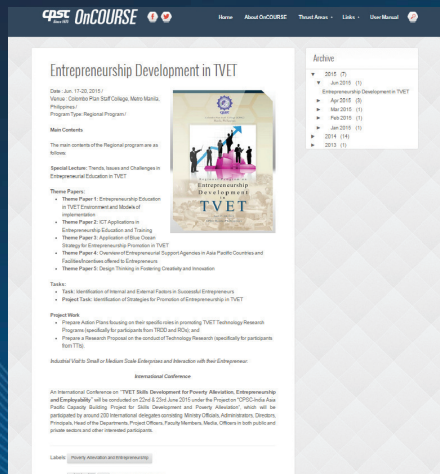 cpsc OnCOURSE
Home About OnCOURSE Thrust Areas Links User Manual
Entrepreneurship Development in TVET
Date : Jun. 17-20, 2015 /
Venue : Colombo Plan Staff College, Metro Manila,
Philippines /
Program Type: Regional Program /
Main Contents
The main contents of the Regional program are as
follows:
Special Lecture: Trends, Issues and Challenges in
Entrepreneurial Education in TVET
Theme Papers:
• Theme Paper 1: Entrepreneurship Education
in TVET Environment and Models of
implementation
• Theme Paper 2: ICT Applications in
Entrepreneurship Education and Training
• Theme Paper 3: Application of Blue Ocean
Strategy for Entrepreneurship Promotion in TVET
• Theme Paper 4: Overview of Entrepreneurial Support Agencies in Asia Pacific Countries and
Facilities/Incentives offered to Entrepreneurs
• Theme Paper 5: Design Thinking in Fostering Creativity and Innovation
Tasks:
• Task: Identification of Internal and External Factors in Successful Entrepreneurs
• Project Task: Identification of Strategies for Promotion of Entrepreneurship in TVET
Project Work
• Prepare Action Plans focusing on their specific roles in promoting TVET Technology Research
Programs (specifically for participants from TRDD and ROs); and
• Prepare a Research Proposal on the conduct of Technology Research (specifically for participants
from TTIs).
Industrial Visit to Small or Medium Scale Enterprises and Interaction with their Entrepreneur.
International Conference
An International Conference on "TVET Skills Development for Poverty Alleviation, Entrepreneurship
and Employability" will be conducted on 22nd & 23rd June 2015 under the Project on "CPSC-India Asia
Pacific Capacity Building Project for Skills Development and Poverty Alleviation", which will be
participated by around 200 International delegates consisting Ministry Officials, Administrators, Directors,
Principals, Head of the Departments, Project Officers, Faculty Members, Media, Officers in both public and
private sectors and other interested participants.
Labels: Poverty Alleviation and Entrepreneurship
cpsc
Entrepreneurship
Development
in
TVET
Archive
▼ 2015 (7)
▼ Jun 2015 (1)
Entrepreneurship Development in TVET
► Apr 2015 (3)
► Mar 2015 (1)
► Feb 2015 (1)
► Jan 2015 (1)
► 2014 (14)
► 2013 (1)